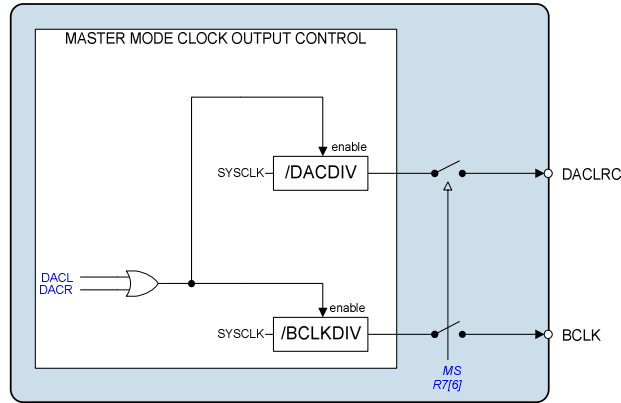 MASTER MODE CLOCK OUTPUT CONTROL
enable
SYSCLK
/DACDIV
DACLRC
DACL
DACR
enable
SYSCLK
/BCLKDIV
BCLK
MS
R7[6]